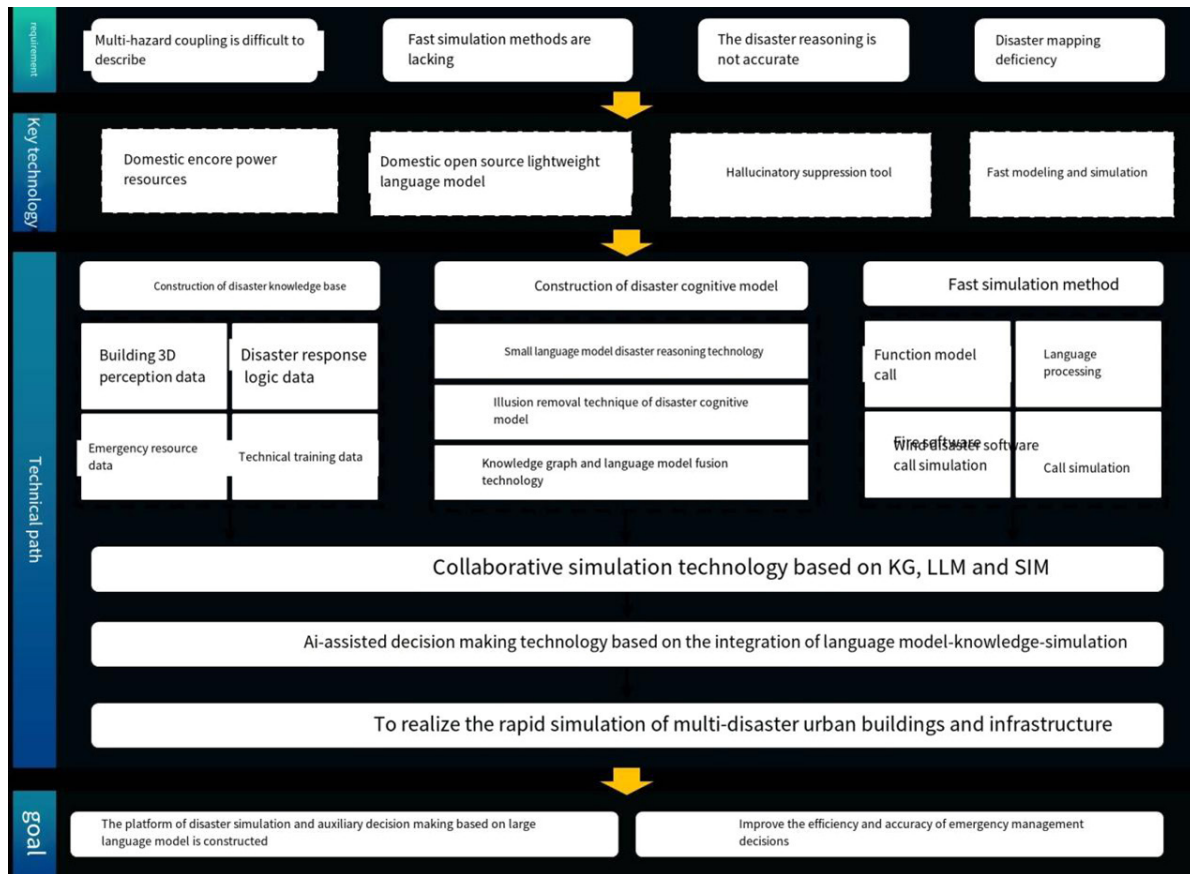 requirement
Multi-hazard coupling is difficult to
describe
Fast simulation methods are
lacking
The disaster reasoning is
not accurate
Disaster mapping
deficiency
Key technology
Domestic encore power
resources
Domestic open source lightweight
language model
Hallucinatory suppression tool
Fast modeling and simulation
Technical path
Construction of disaster knowledge base
Building 3D
perception data
Disaster response
logic data
Emergency resource
data
Technical training data
Construction of disaster cognitive model
Small language model disaster reasoning technology
Illusion removal technique of disaster cognitive
model
Knowledge graph and language model fusion
technology
Fast simulation method
Function model
call
Language
processing
Fire software
call simulation
Wind disaster software
Call simulation
Collaborative simulation technology based on KG, LLM and SIM
Ai-assisted decision making technology based on the integration of language model-knowledge-simulation
To realize the rapid simulation of multi-disaster urban buildings and infrastructure
goal
The platform of disaster simulation and auxiliary decision making based on large
language model is constructed
Improve the efficiency and accuracy of emergency management
decisions